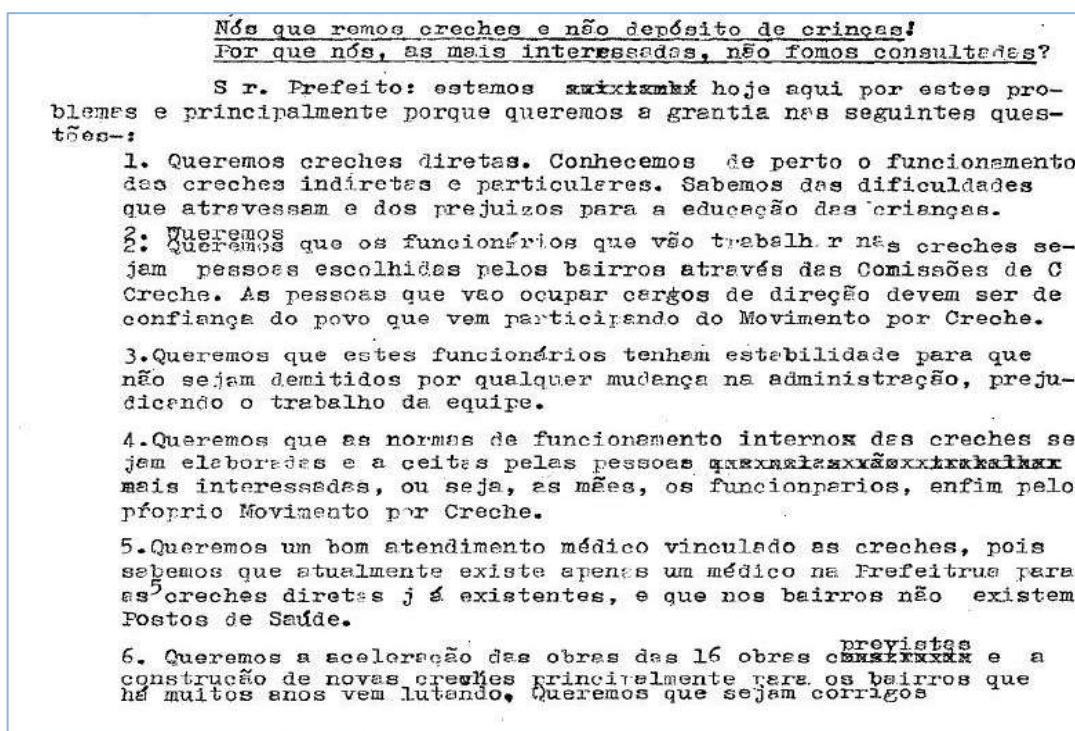 Nós que remos creches e não depósito de crinças!
Por que nós, as mais interessadas, não fomos consultadas?
S r. Prefeito: estamos hoje aqui por estes pro-
blemas e principalmente porque queremos a grantia nas seguintes ques-
tões-:
1. Queremos creches diretas. Conhecemos de perto o funcionamento
das creches indiretas e particulares. Sabemos das dificuldades
que atravessam e dos prejuizos para a educação das crianças.
2: Queremos que os funcionários que vão trabalh r nas creches se-
jam pessoas escolhidas pelos bairros através das Comissões de C
Creche. As pessoas que vao ocupar cargos de direção devem ser de
confiança do povo que vem participando do Movimento por Creche.
3.Queremos que estes funcionários tenham estabilidade para que
não sejam demitidos por qualquer mudança na administração, preju-
dicando o trabalho da equipe.
4.Queremos que as normas de funcionamento internox das creches se
jam elaboradas e a ceitas pelas pessoas
mais interessadas, ou seja, as mães, os funcionparios, enfim pelo
pfoprio Movimento por Creche.
5.Queremos um bom atendimento médico vinculado as creches, pois
sabemos que atualmente existe apenas um médico na Prefeitrua para
as 5 creches diretas j á existentes, e que nos bairros não existem
Postos de Saúde.
6. Queremos a aceleração das obras das 16 obras previstas e a
construção de novas creches principalmente para os bairros que
há muitos anos vem lutando. Queremos que sejam corrigos